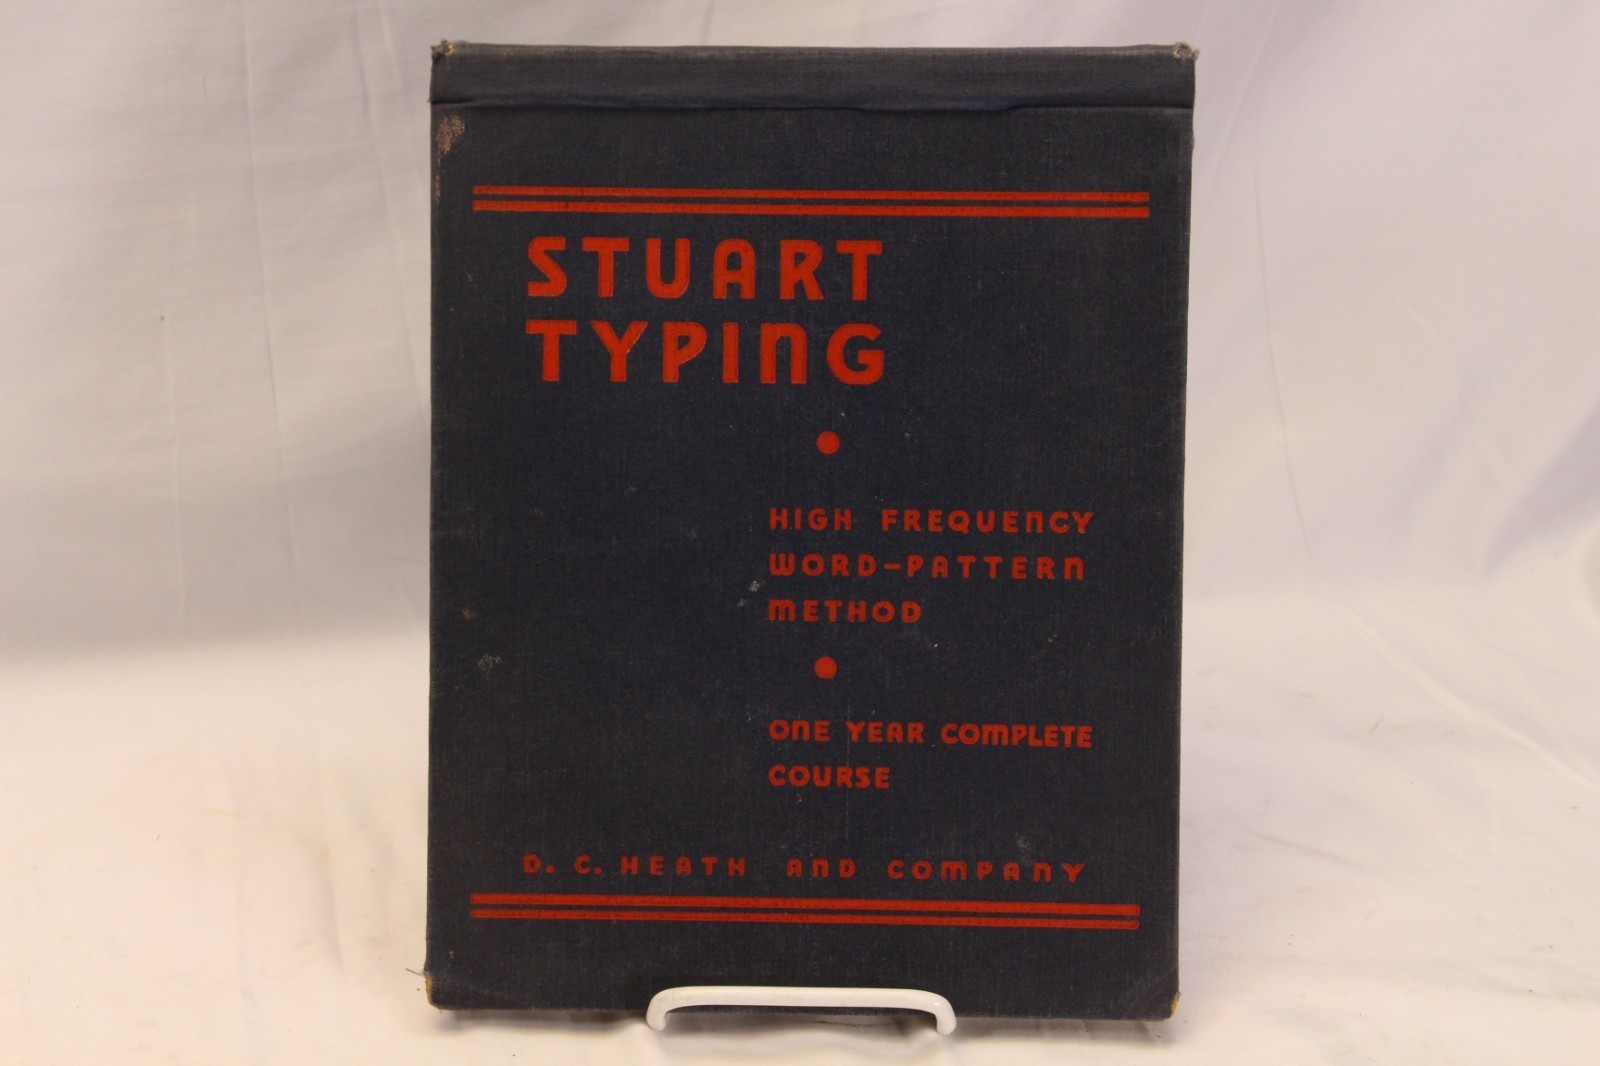 STUART
TYPING
HIGH FREQUENCY
WORD-PATTERN
METHOD
ONE YEAR COMPLETE
COURSE
D. C. HEATH AND COMPANY